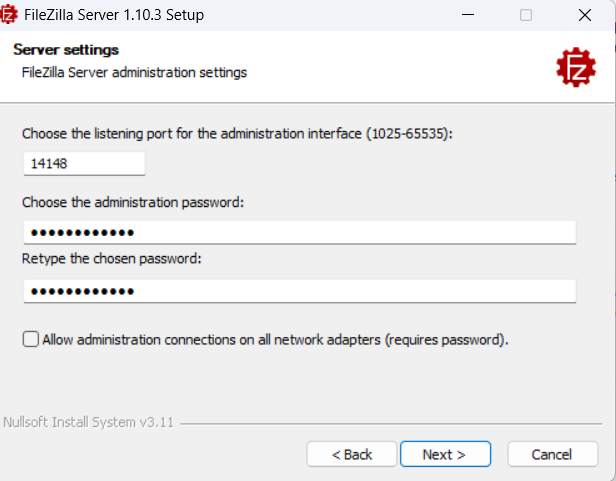 FileZilla Server 1.10.3 Setup
Server settings
FileZilla Server administration settings
Fz
Choose the listening port for the administration interface (1025-65535):
14148
Choose the administration password:
●●●●●●●●●●●●
Retype the chosen password:
●●●●●●●●●●●●
Allow administration connections on all network adapters (requires password).
Nullsoft Install System v3.11
< Back Next > Cancel